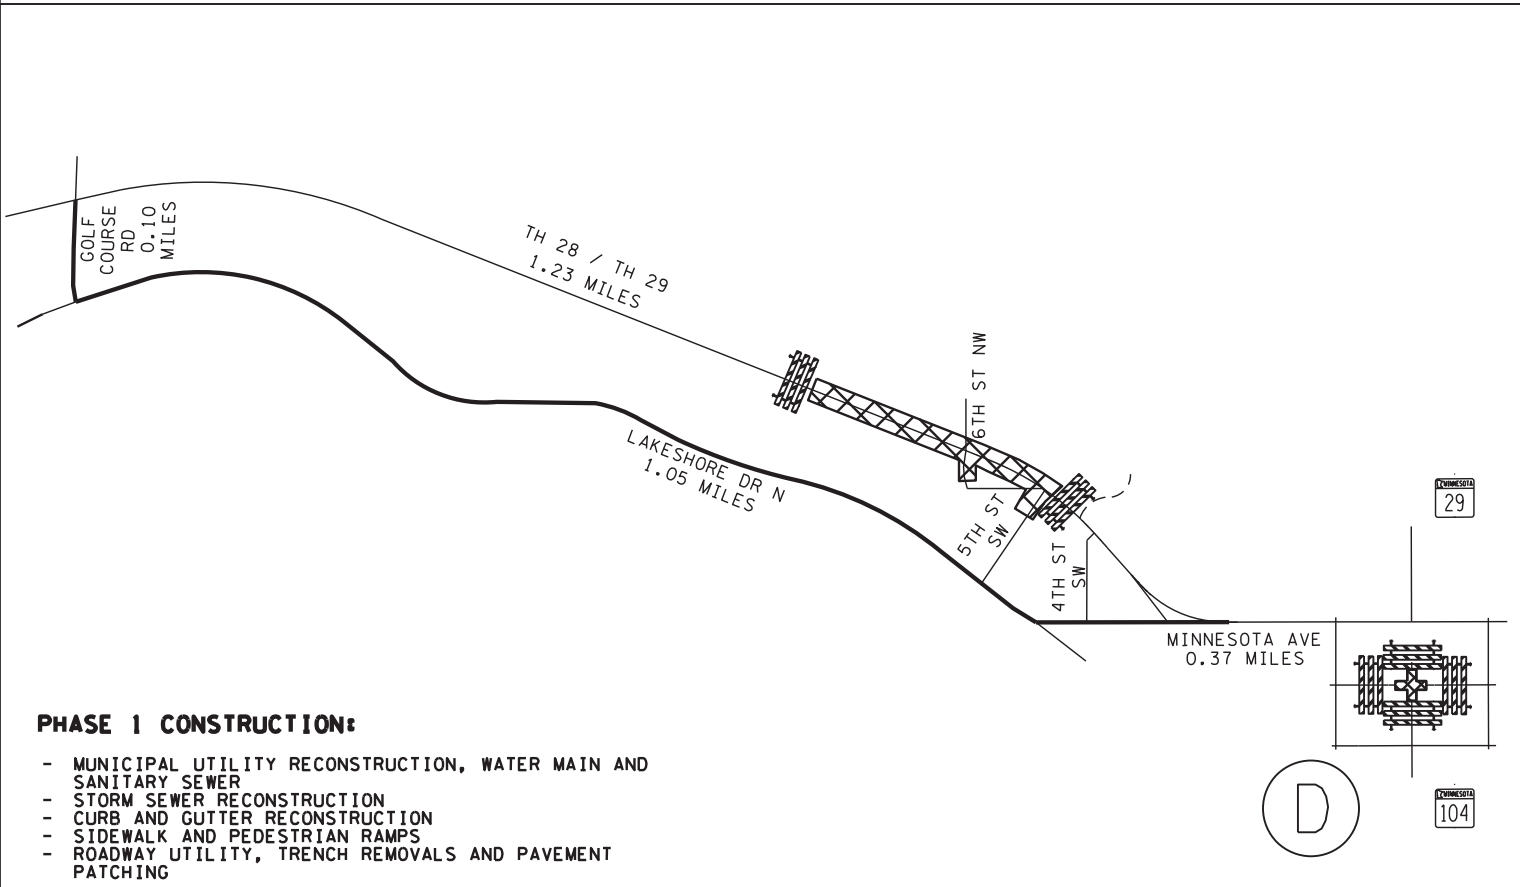 GOLF
COURSE
RD
0.10
MILES
TH 28 / TH 29
1.23 MILES
6TH ST NW
LAKESHORE DR N
1.05 MILES
5TH ST
SW
4TH ST
SW
MINNESOTA AVE
0.37 MILES
MINNESOTA
29
D
MINNESOTA
104
PHASE 1 CONSTRUCTION:
- MUNICIPAL UTILITY RECONSTRUCTION, WATER MAIN AND
SANITARY SEWER
- STORM SEWER RECONSTRUCTION
- CURB AND GUTTER RECONSTRUCTION
- SIDEWALK AND PEDESTRIAN RAMPS
- ROADWAY UTILITY, TRENCH REMOVALS AND PAVEMENT
PATCHING